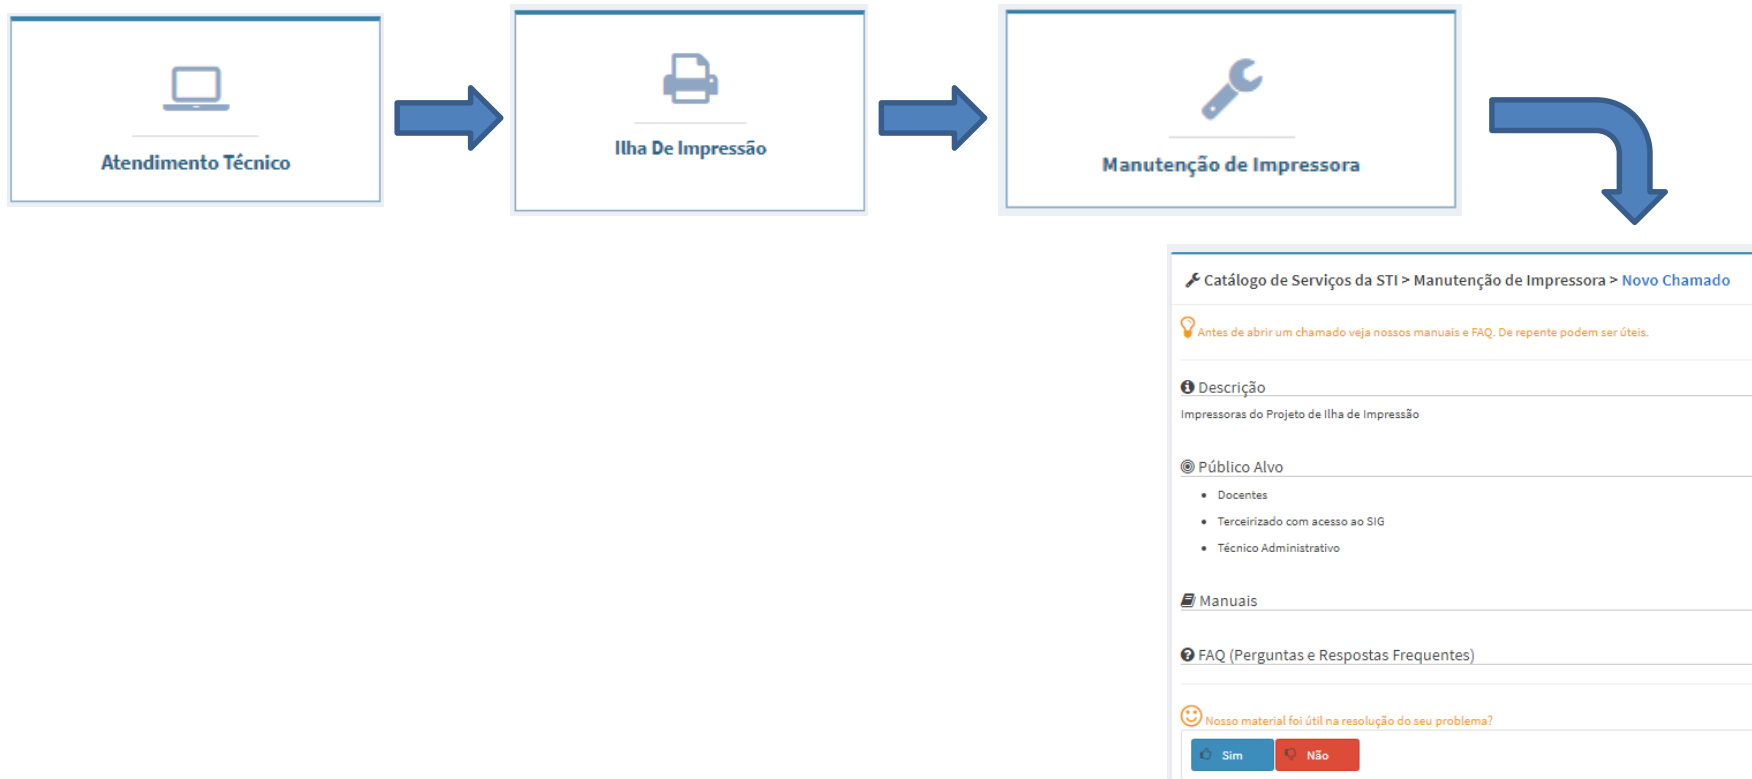 Atendimento Técnico
Ilha De Impressão
Manutenção de Impressora
Catálogo de Serviços da STI > Manutenção de Impressora > Novo Chamado
Antes de abrir um chamado veja nossos manuais e FAQ. De repente podem ser úteis.
Descrição
Impressoras do Projeto de Ilha de Impressão
Público Alvo
Docentes
Terceirizado com acesso ao SIG
Técnico Administrativo
Manuais
FAQ (Perguntas e Respostas Frequentes)
Nosso material foi útil na resolução do seu problema?
Sim Não